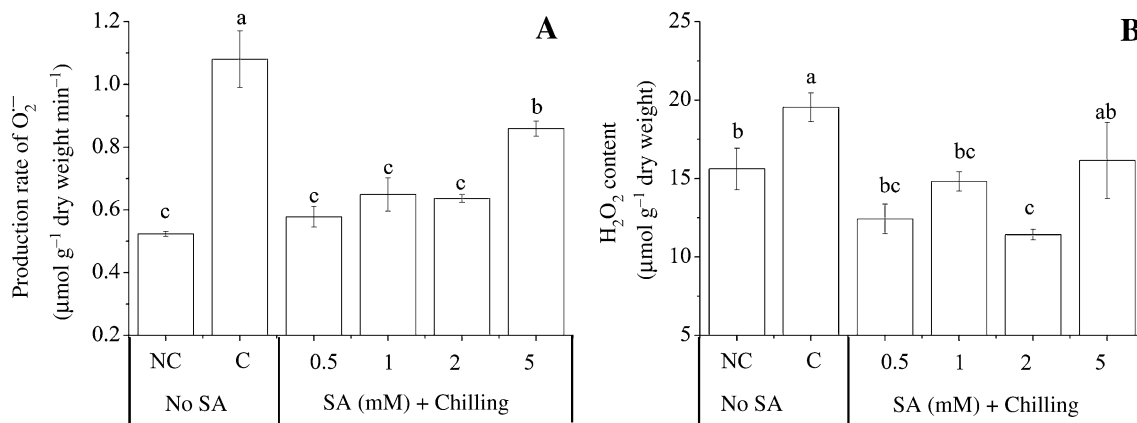 A
Production rate of O₂•−
(μmol g⁻¹ dry weight min⁻¹)
1.2
1.0
0.8
0.6
0.4
0.2
a
b
c
c
c
c
NC C 0.5 1 2 5
No SA SA (mM) + Chilling
B
H₂O₂ content
(μmol g⁻¹ dry weight)
25
20
15
10
5
a
b
bc
bc
c
ab
NC C 0.5 1 2 5
No SA SA (mM) + Chilling